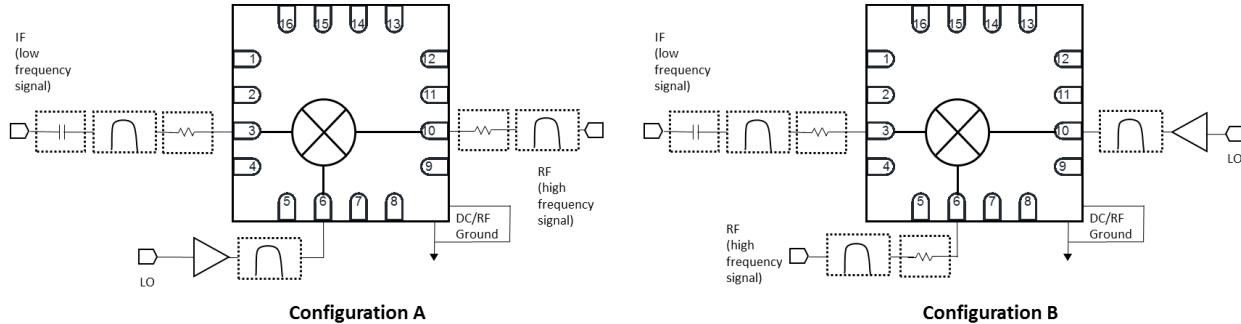 16 15 14 13
IF
(low
frequency
signal)
1
2
3
4
12
11
10
9
5 6 7 8
RF
(high
frequency
signal)
DC/RF
Ground
LO
Configuration A
16 15 14 13
IF
(low
frequency
signal)
1
2
3
4
12
11
10
9
LO
5 6 7 8
DC/RF
Ground
RF
(high
frequency
signal)
Configuration B